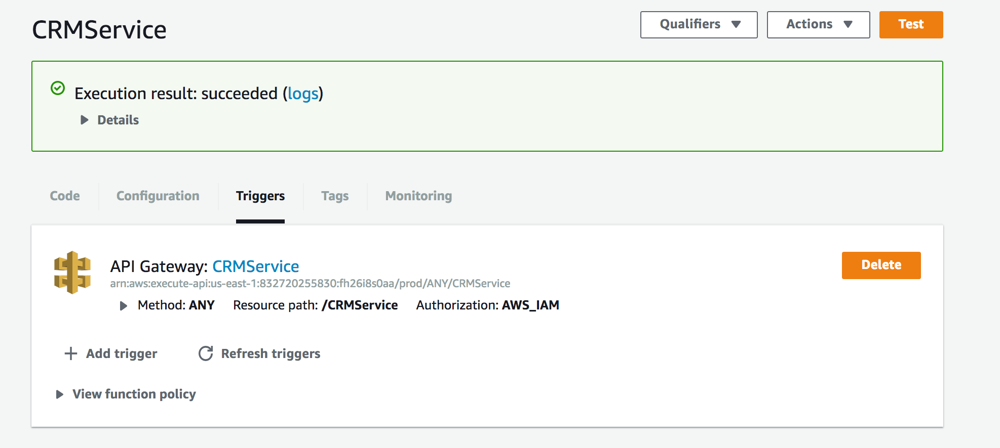 CRMService
Qualifiers Actions Test
Execution result: succeeded (logs)
Details
Code Configuration Triggers Tags Monitoring
API Gateway: CRMService
Delete
arn:aws:execute-api:us-east-1:832720255830:fh26i8s0aa/prod/ANY/CRMService
Method: ANY Resource path: /CRMService Authorization: AWS_IAM
Add trigger Refresh triggers
View function policy